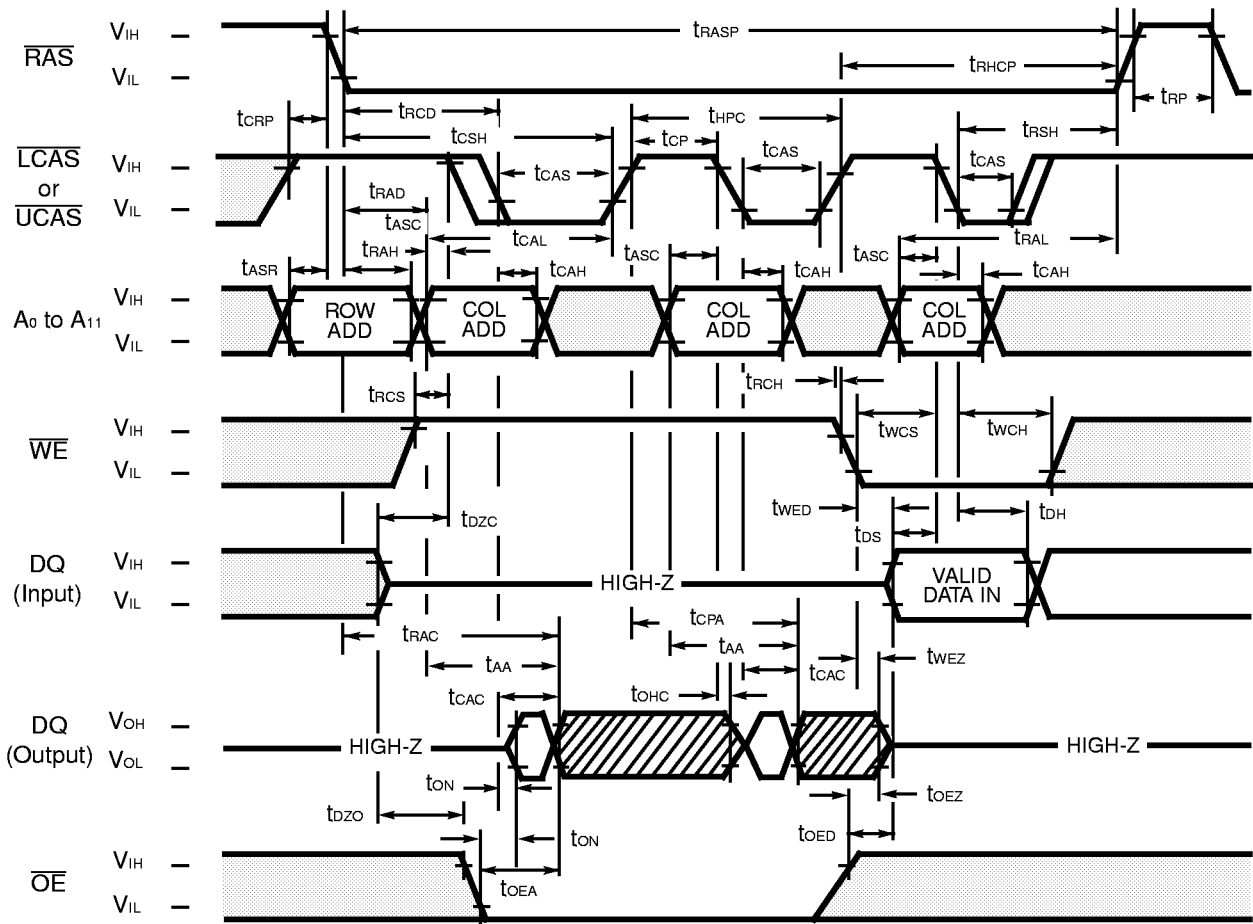 RAS
VIH
VIL
tRASP
tRHCP
tRP
tCRP
tRCD
tHPC
tCSH
tCP
tRSH
LCAS
or
UCAS
VIH
VIL
tCAS
tCAS
tCAS
tRAD
tASC
tRAH
tCAL
tASC
tASC
tRAL
tASR
tCAH
tCAH
tCAH
A0 to A11
VIH
VIL
ROW
ADD
COL
ADD
COL
ADD
COL
ADD
tRCS
tRCH
WE
VIH
VIL
tWCS
tWCH
tDZC
tWED
tDS
tDH
DQ
(Input)
VIH
VIL
HIGH-Z
VALID
DATA IN
tRAC
tCPA
tAA
tAA
tWEZ
tCAC
tOHC
tCAC
DQ
(Output)
VOH
VOL
HIGH-Z
HIGH-Z
tON
tOEZ
tDZO
tON
tOED
tOEA
OE
VIH
VIL